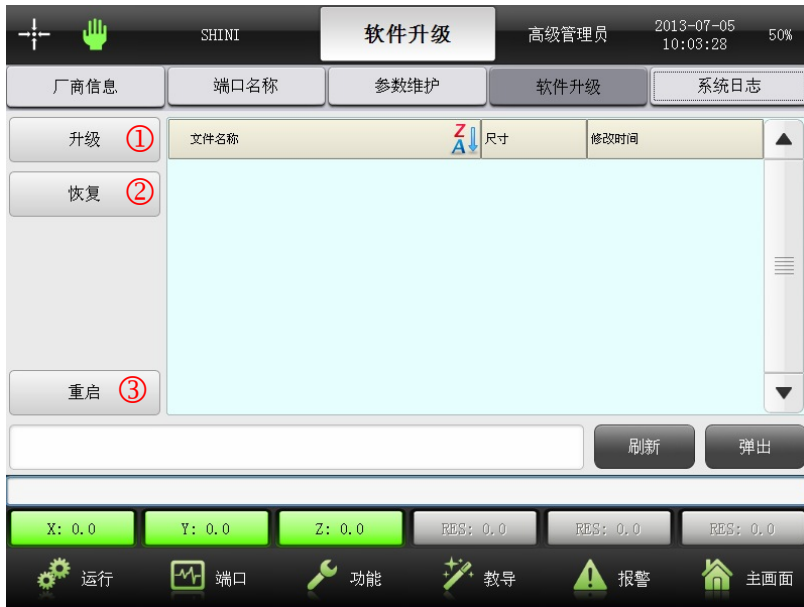 SHINI 软件升级 高级管理员 2013-07-05 50%
10:03:28
厂商信息 端口名称 参数维护 软件升级 系统日志
升级 ① 文件名称 Z A 尺寸 修改时间
恢复 ②
重启 ③
刷新 弹出
X: 0.0 Y: 0.0 Z: 0.0 RES: 0.0 RES: 0.0 RES: 0.0
运行 端口 功能 教导 报警 主画面